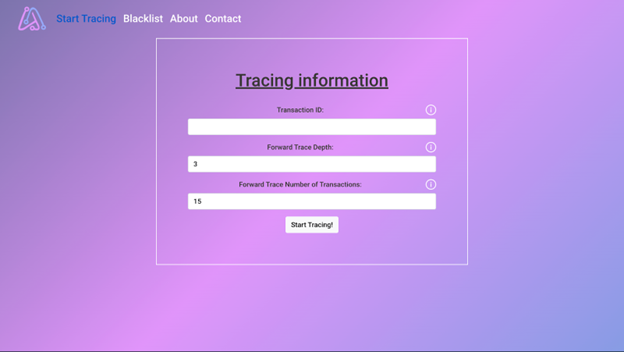 Start Tracing Blacklist About Contact
Tracing information
Transaction ID:
Forward Trace Depth:
3
Forward Trace Number of Transactions:
15
Start Tracing!